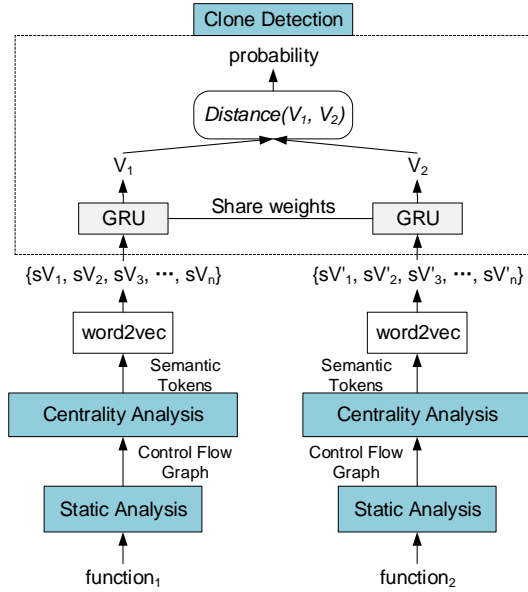 Clone Detection
probability
Distance(V1, V2)
V1
V2
GRU
Share weights
GRU
{sV1, sV2, sV3, ···, sVn}
{sV'1, sV'2, sV'3, ···, sV'n}
word2vec
word2vec
Semantic
Tokens
Semantic
Tokens
Centrality Analysis
Centrality Analysis
Control Flow
Graph
Control Flow
Graph
Static Analysis
Static Analysis
function1
function2